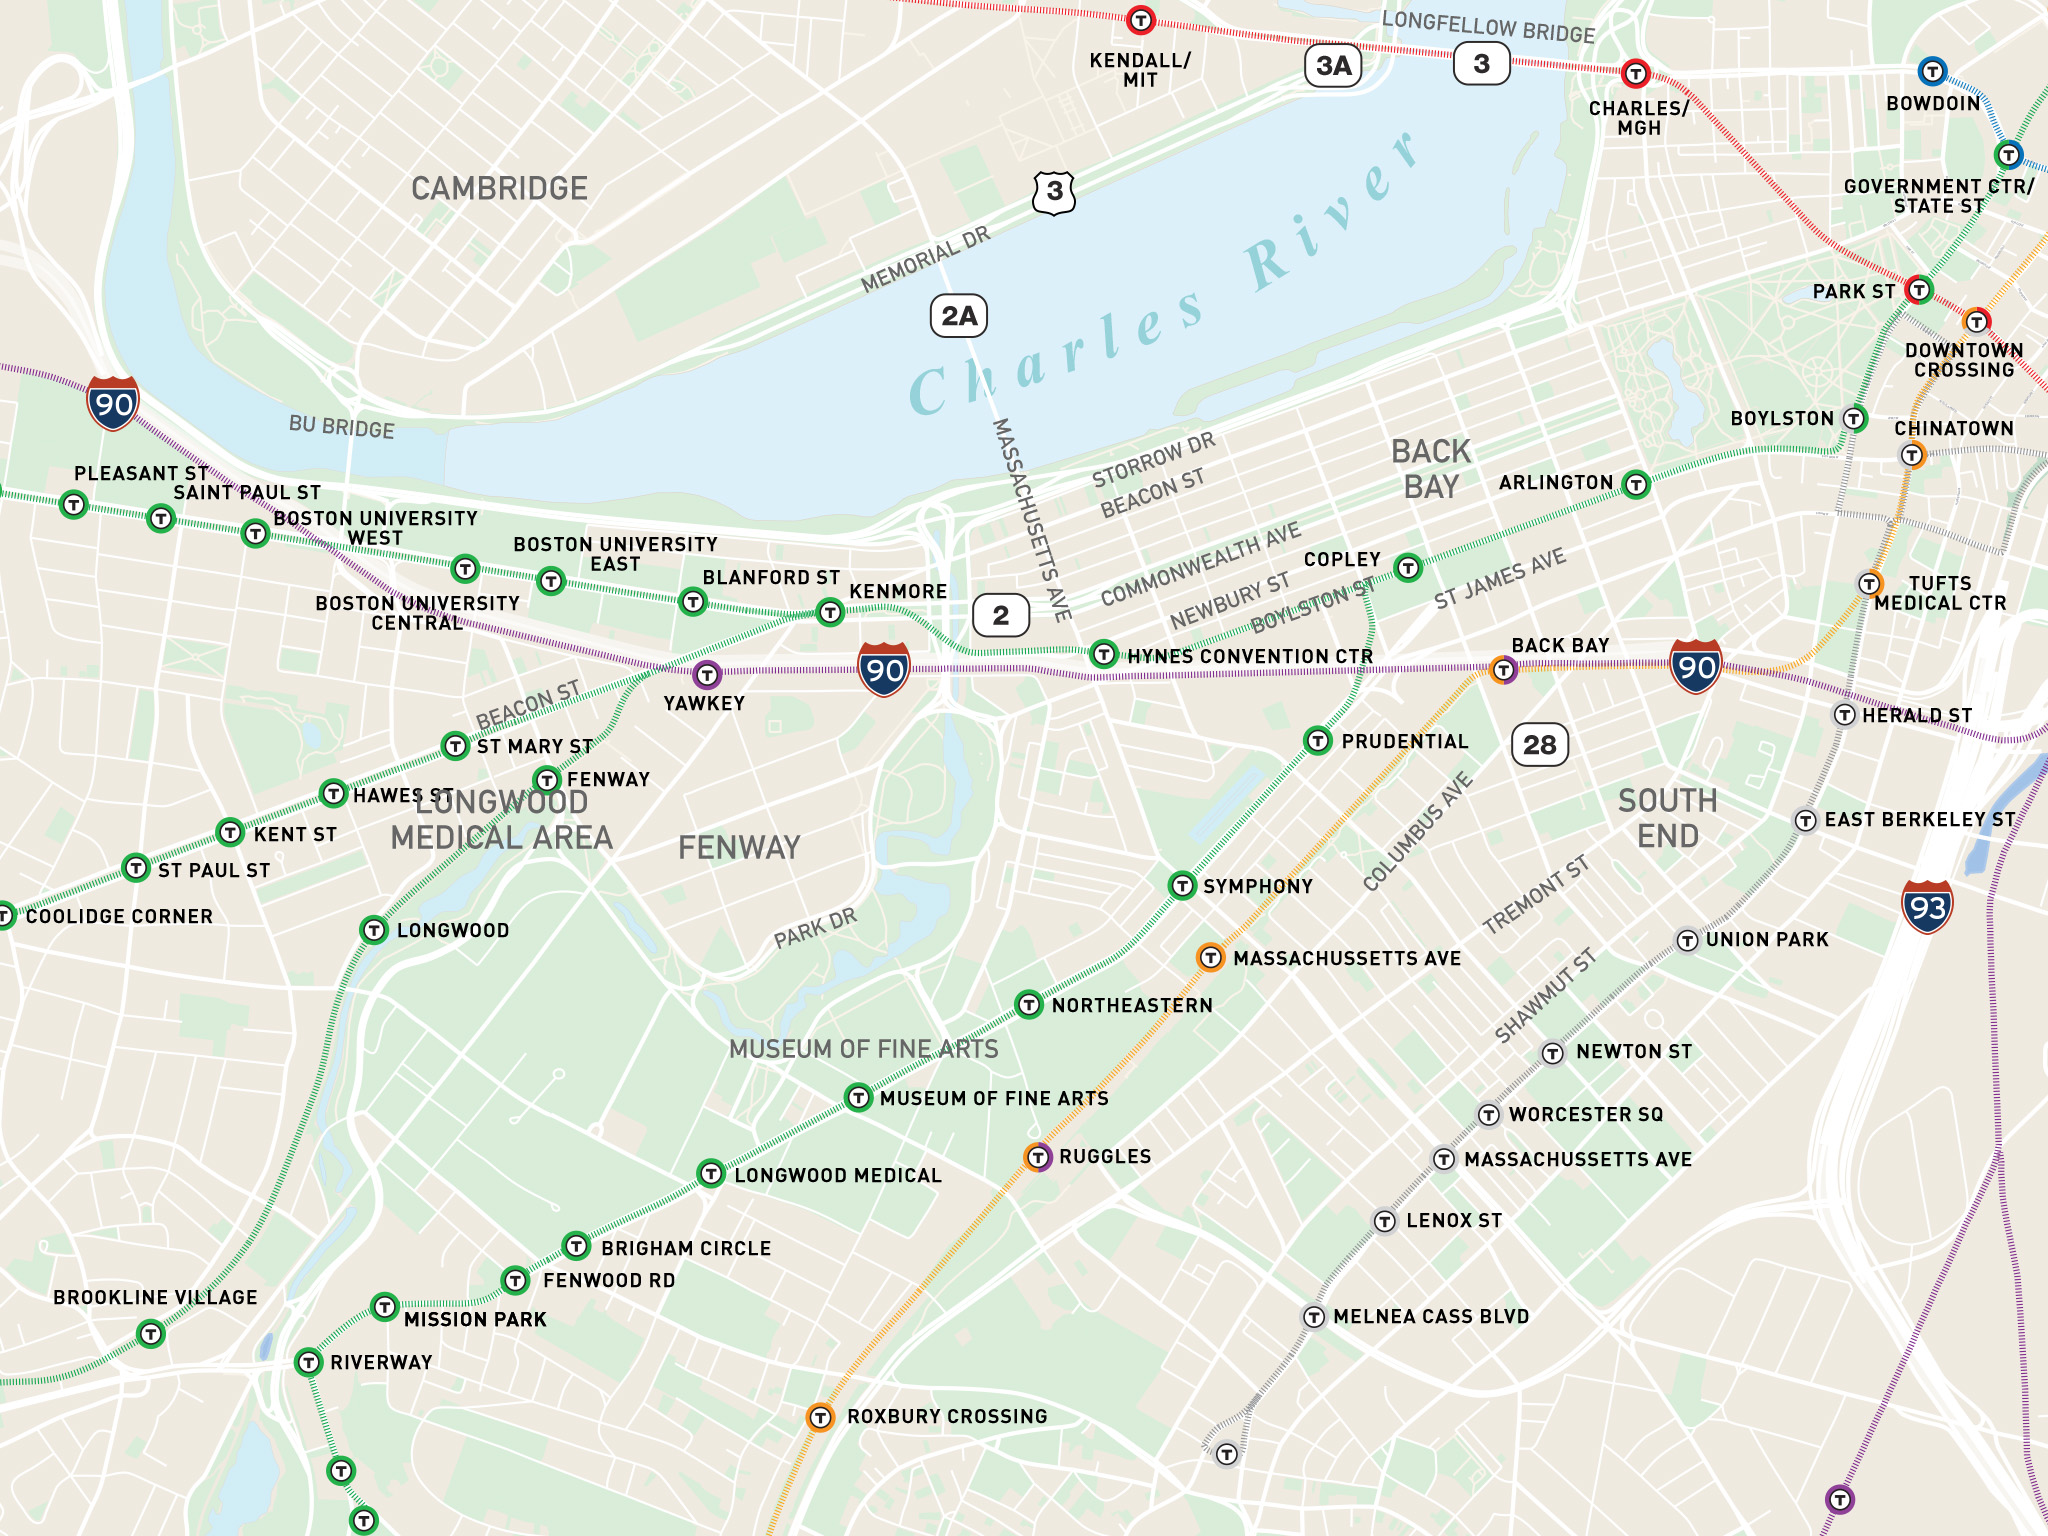 LONGFELLOW BRIDGE
KENDALL/
MIT
3A
3
CHARLES/
MGH
BOWDOIN
GOVERNMENT CTR/
STATE ST
CAMBRIDGE
3
MEMORIAL DR
2A
Charles River
PARK ST
DOWNTOWN
CROSSING
90
BU BRIDGE
MASSACHUSETTS AVE
STORROW DR
BEACON ST
BACK
BAY
BOYLSTON
CHINATOWN
ARLINGTON
PLEASANT ST
SAINT PAUL ST
BOSTON UNIVERSITY
WEST
BOSTON UNIVERSITY
EAST
BLANFORD ST
KENMORE
COMMONWEALTH AVE
NEWBURY ST
BOYLSTON ST
COPLEY
ST JAMES AVE
TUFTS
MEDICAL CTR
BOSTON UNIVERSITY
CENTRAL
2
HYNES CONVENTION CTR
BACK BAY
90
90
YAWKEY
BEACON ST
ST MARY ST
HERALD ST
PRUDENTIAL
28
FENWAY
HAWES ST
LONGWOOD
MEDICAL AREA
FENWAY
COLUMBUS AVE
SOUTH
END
EAST BERKELEY ST
KENT ST
ST PAUL ST
SYMPHONY
TREMONT ST
93
COOLIDGE CORNER
LONGWOOD
PARK DR
MASSACHUSSETTS AVE
UNION PARK
SHAWMUT ST
NORTHEASTERN
MUSEUM OF FINE ARTS
NEWTON ST
MUSEUM OF FINE ARTS
WORCESTER SQ
RUGGLES
MASSACHUSSETTS AVE
LONGWOOD MEDICAL
LENOX ST
BRIGHAM CIRCLE
FENWOOD RD
BROOKLINE VILLAGE
MISSION PARK
MELNEA CASS BLVD
RIVERWAY
ROXBURY CROSSING